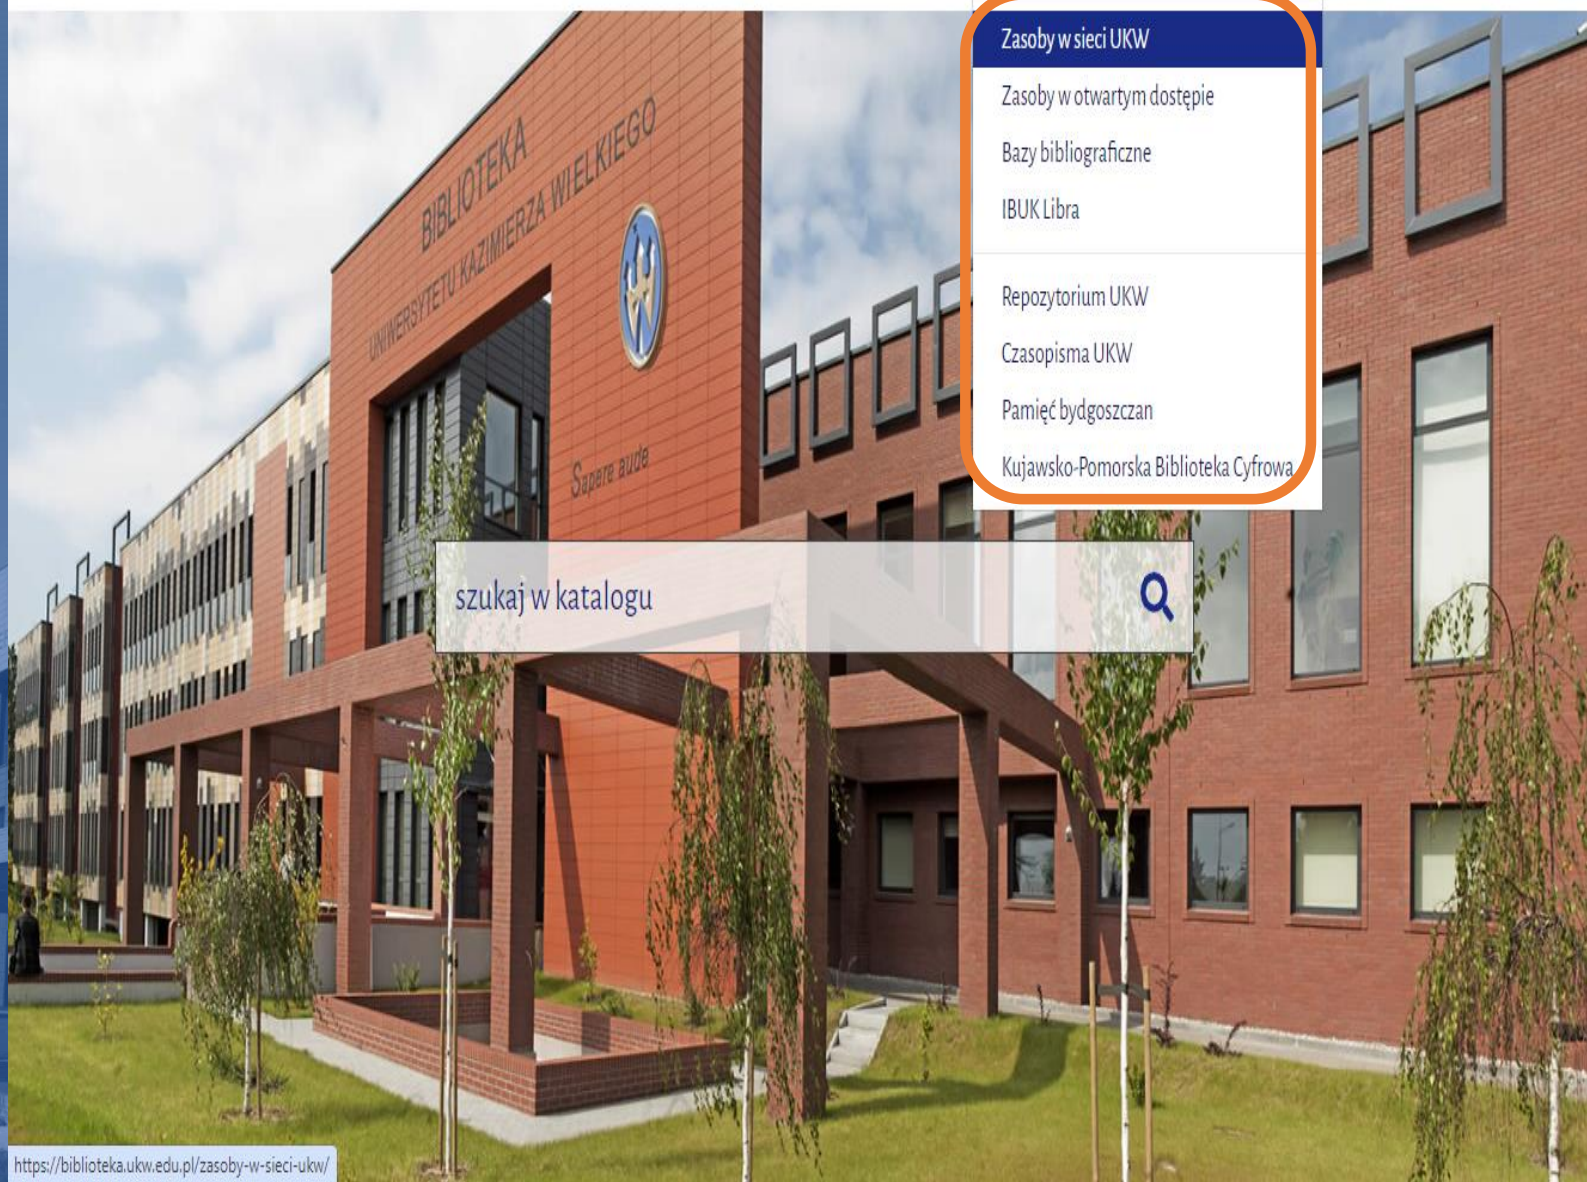 Zasoby w sieci UKW
Zasoby w otwartym dostępie
Bazy bibliograficzne
IBUK Libra
Repozytorium UKW
Czasopisma UKW
Pamięć bydgoszczan
Kujawsko-Pomorska Biblioteka Cyfrowa
BIBLIOTEKA
UNIWERSYTETU KAZIMIERZA WIELKIEGO
Sapere aude
szukaj w katalogu
https://biblioteka.ukw.edu.pl/zasoby-w-sieci-ukw/